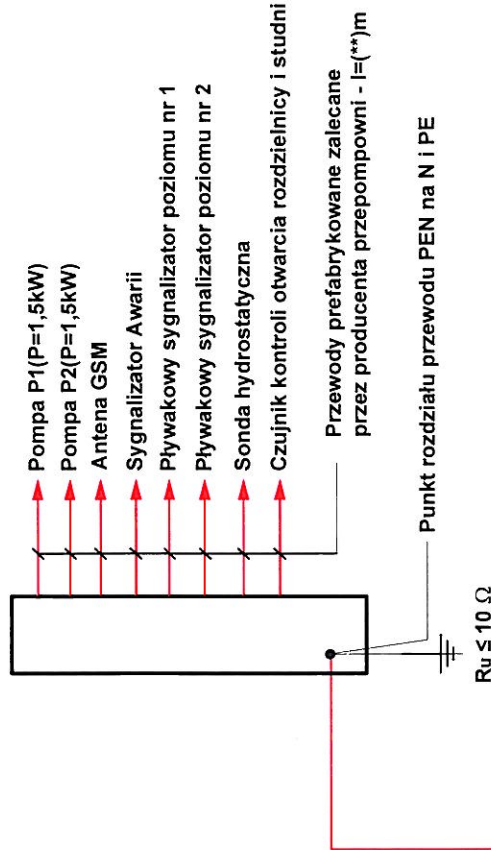 Pompa P1(P=1,5kW)
Pompa P2(P=1,5kW)
Antena GSM
Sygnalizator Awarii
Pływakowy sygnalizator poziomu nr 1
Pływakowy sygnalizator poziomu nr 2
Sonda hydrostatyczna
Czujnik kontroli otwarcia rozdzielnicy i studni
Przewody prefabrykowane zalecane
przez producenta przepompowni - l=(**)m
Punkt rozdziału przewodu PEN na N i PE
Ru ≤ 10 Ω